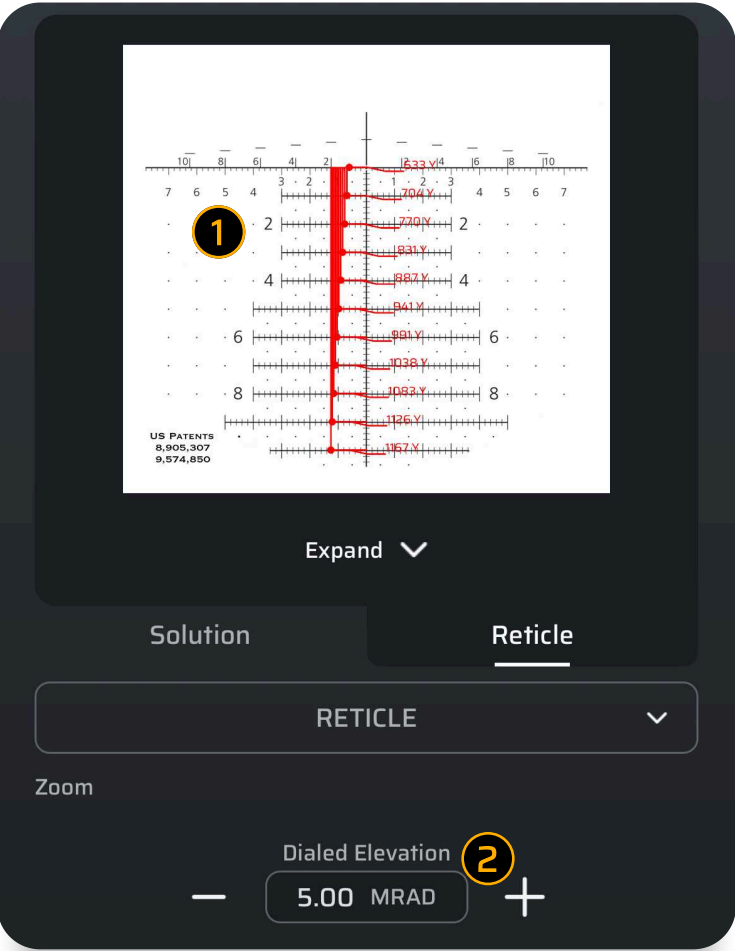 10 8 6 4 2 2 4 6 8 10
633 Y
3 2 1 2 3
7 6 5 4 4 5 6 7
704 Y
1
2 770 Y 2
831 Y
4 887 Y 4
941 Y
6 991 Y 6
1038 Y
8 1083 Y 8
1126 Y
US PATENTS
8,905,307
9,574,850
1167 Y
Expand
Solution Reticle
RETICLE
Zoom
Dialed Elevation 2
5.00 MRAD